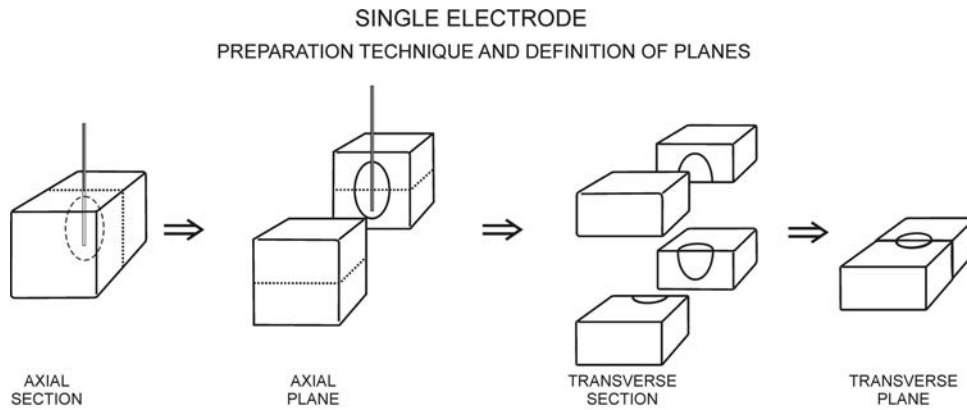 SINGLE ELECTRODE
PREPARATION TECHNIQUE AND DEFINITION OF PLANES
AXIAL
SECTION
AXIAL
PLANE
TRANSVERSE
SECTION
TRANSVERSE
PLANE